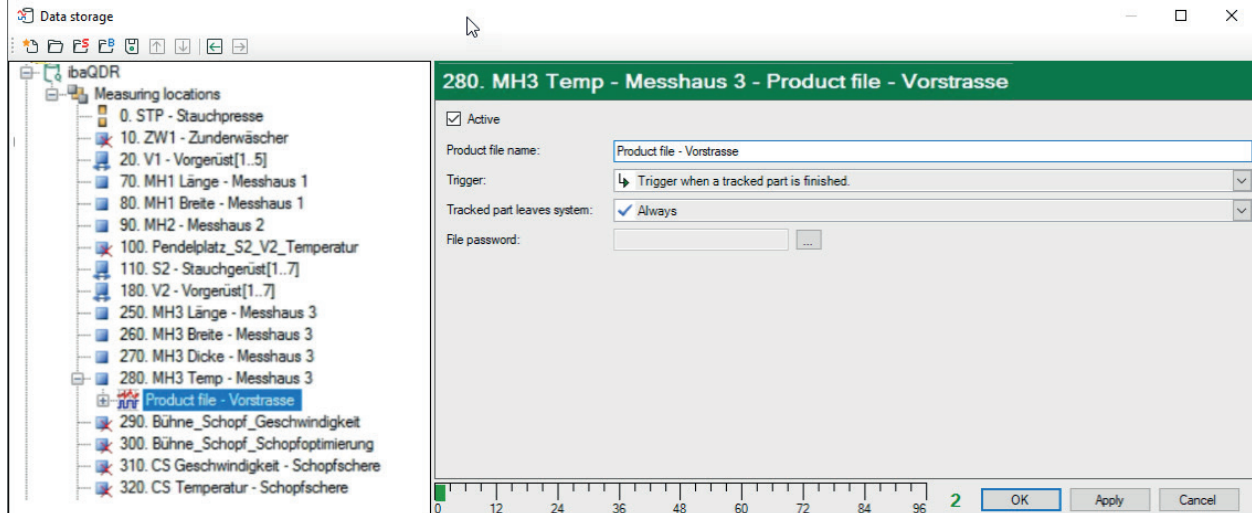 Data storage
ibaQDR
Measuring locations
0. STP - Stauchpresse
10. ZW1 - Zunderwäscher
20. V1 - Vorgerüst[1..5]
70. MH1 Länge - Messhaus 1
80. MH1 Breite - Messhaus 1
90. MH2 - Messhaus 2
100. Pendelplatz_S2_V2_Temperatur
110. S2 - Stauchgerüst[1..7]
180. V2 - Vorgerüst[1..7]
250. MH3 Länge - Messhaus 3
260. MH3 Breite - Messhaus 3
270. MH3 Dicke - Messhaus 3
280. MH3 Temp - Messhaus 3
Product file - Vorstrasse
290. Bühne_Schopf_Geschwindigkeit
300. Bühne_Schopf_Schopfoptimierung
310. CS Geschwindigkeit - Schopfschere
320. CS Temperatur - Schopfschere
280. MH3 Temp - Messhaus 3 - Product file - Vorstrasse
Active
Product file name: Product file - Vorstrasse
Trigger: Trigger when a tracked part is finished.
Tracked part leaves system: Always
File password: ...
0 12 24 36 48 60 72 84 96 2 OK Apply Cancel